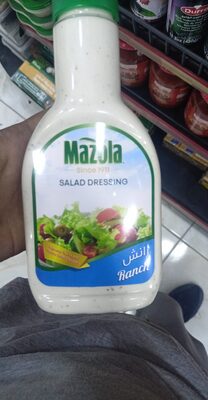 Mazola
Since 1911
SALAD DRESSING
رانش
Ranch